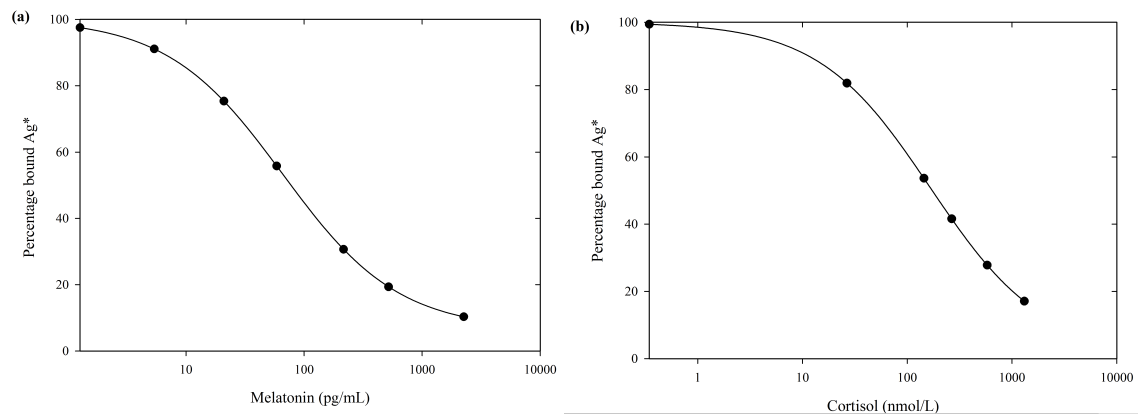 (a)
100
80
60
40
20
0
Percentage bound Ag*
10 100 1000 10000
Melatonin (pg/mL)
(b)
100
80
60
40
20
0
Percentage bound Ag*
1 10 100 1000 10000
Cortisol (nmol/L)